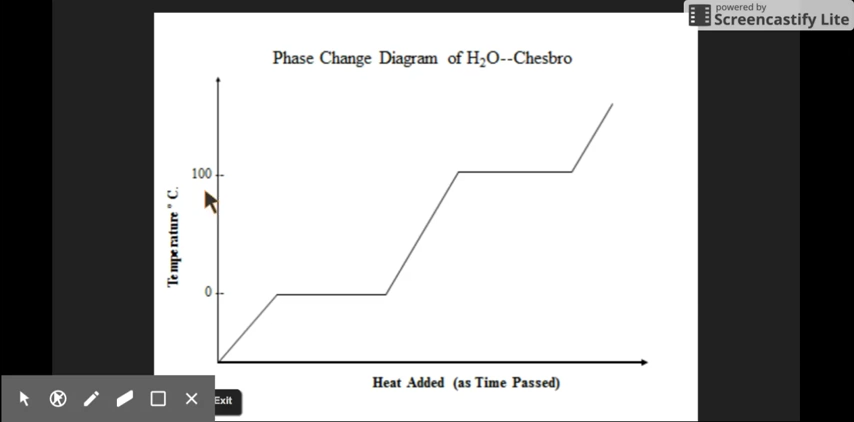 powered by
Screencastify Lite
Phase Change Diagram of H₂O--Chesbro
100
Temperature ° C.
0
Heat Added (as Time Passed)
Exit